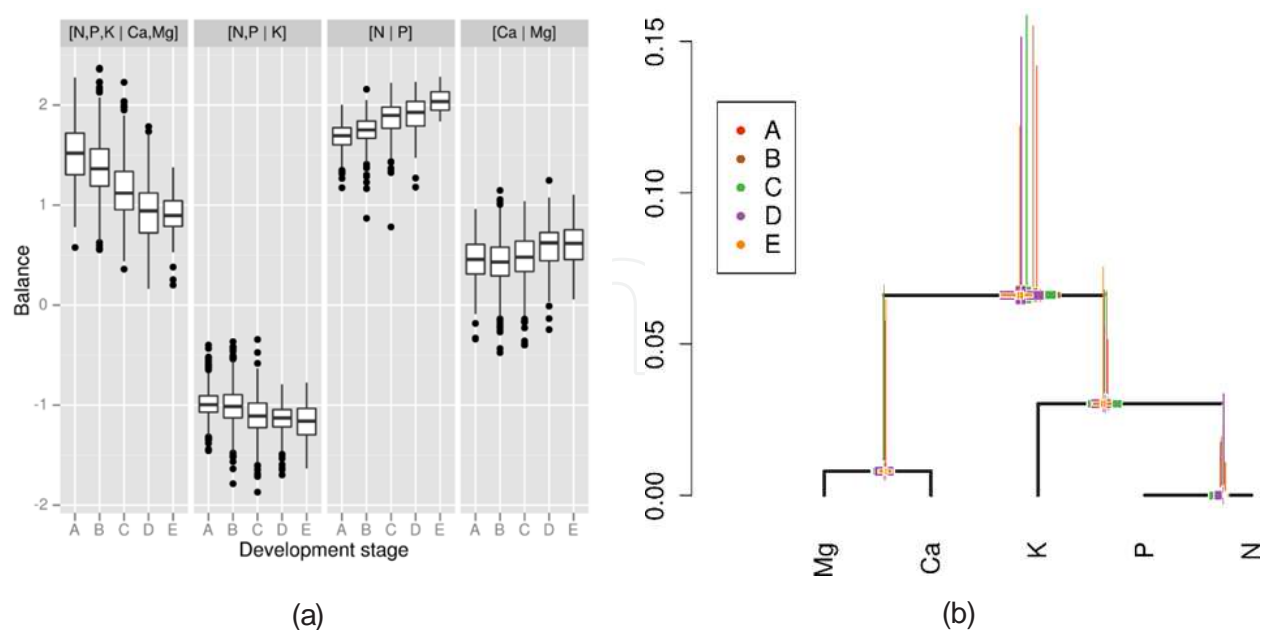 [N,P,K | Ca,Mg]
[N,P | K]
[N | P]
[Ca | Mg]
Balance
2
1
0
-1
-2
A B C D E
A B C D E
A B C D E
A B C D E
Development stage
(a)
0.15
0.10
0.05
0.00
A
B
C
D
E
Mg
Ca
K
P
N
(b)